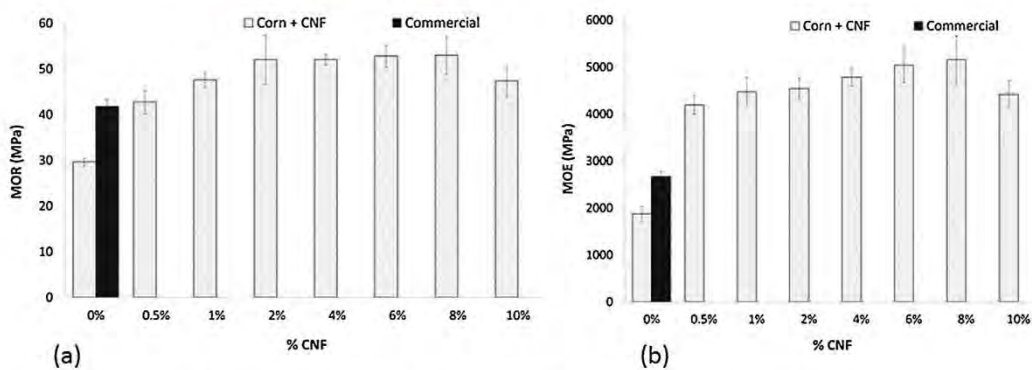 60
50
40
30
20
10
0
MOR (MPa)
Corn + CNF
Commercial
0% 0.5% 1% 2% 4% 6% 8% 10%
% CNF
(a)
6000
5000
4000
3000
2000
1000
0
MOE (MPa)
Corn + CNF
Commercial
0% 0.5% 1% 2% 4% 6% 8% 10%
% CNF
(b)